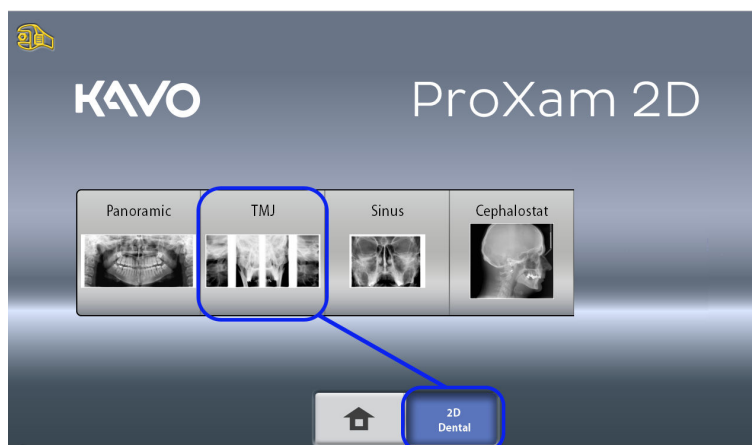 KAVO
ProXam 2D
Panoramic
TMJ
Sinus
Cephalostat
2D
Dental